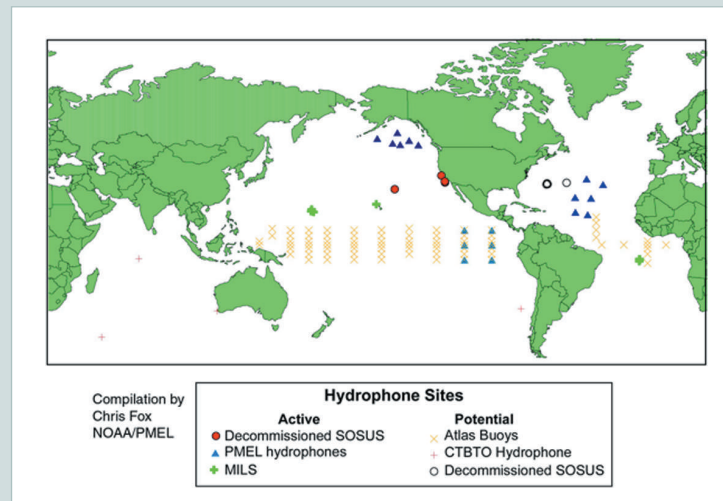 Compilation by
Chris Fox
NOAA/PMEL
Hydrophone Sites
Active
Decommissioned SOSUS
PMEL hydrophones
MILS
Potential
Atlas Buoys
CTBTO Hydrophone
Decommissioned SOSUS